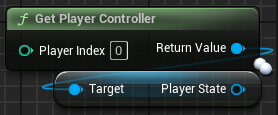 f Get Player Controller
Player Index 0 Return Value
Target Player State